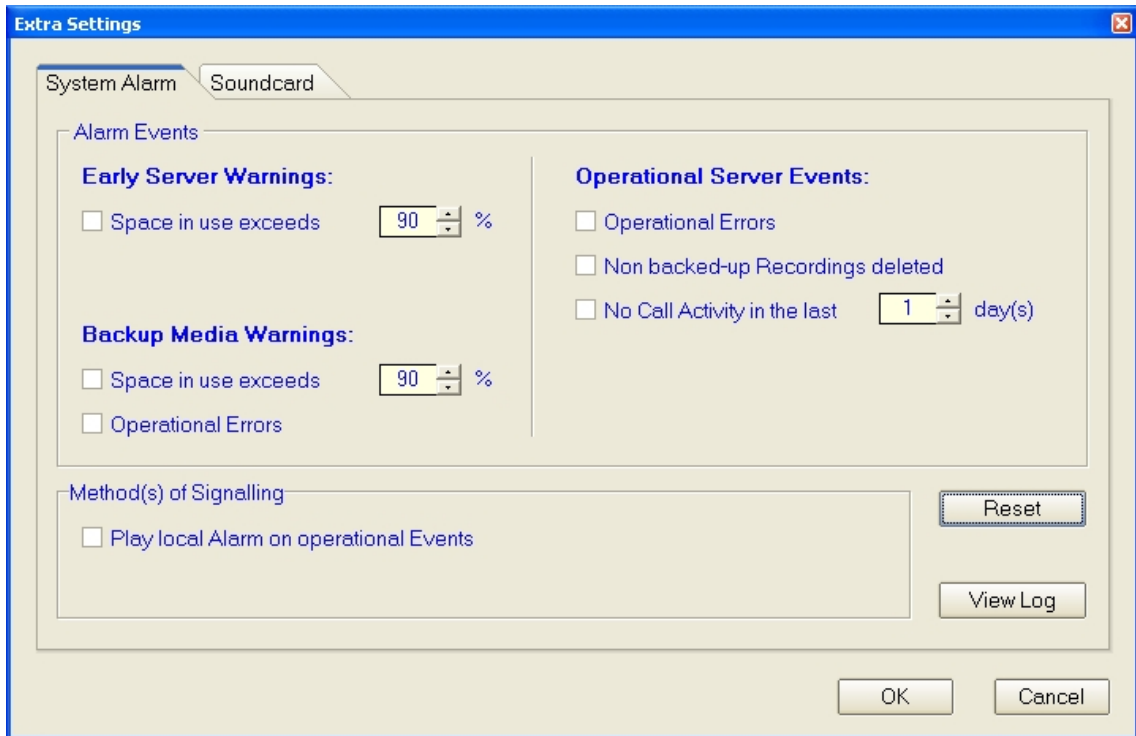 Extra Settings
System Alarm
Soundcard
Alarm Events
Early Server Warnings:
Space in use exceeds 90 %
Backup Media Warnings:
Space in use exceeds 90 %
Operational Errors
Operational Server Events:
Operational Errors
Non backed-up Recordings deleted
No Call Activity in the last 1 day(s)
Method(s) of Signalling
Play local Alarm on operational Events
Reset
View Log
OK
Cancel